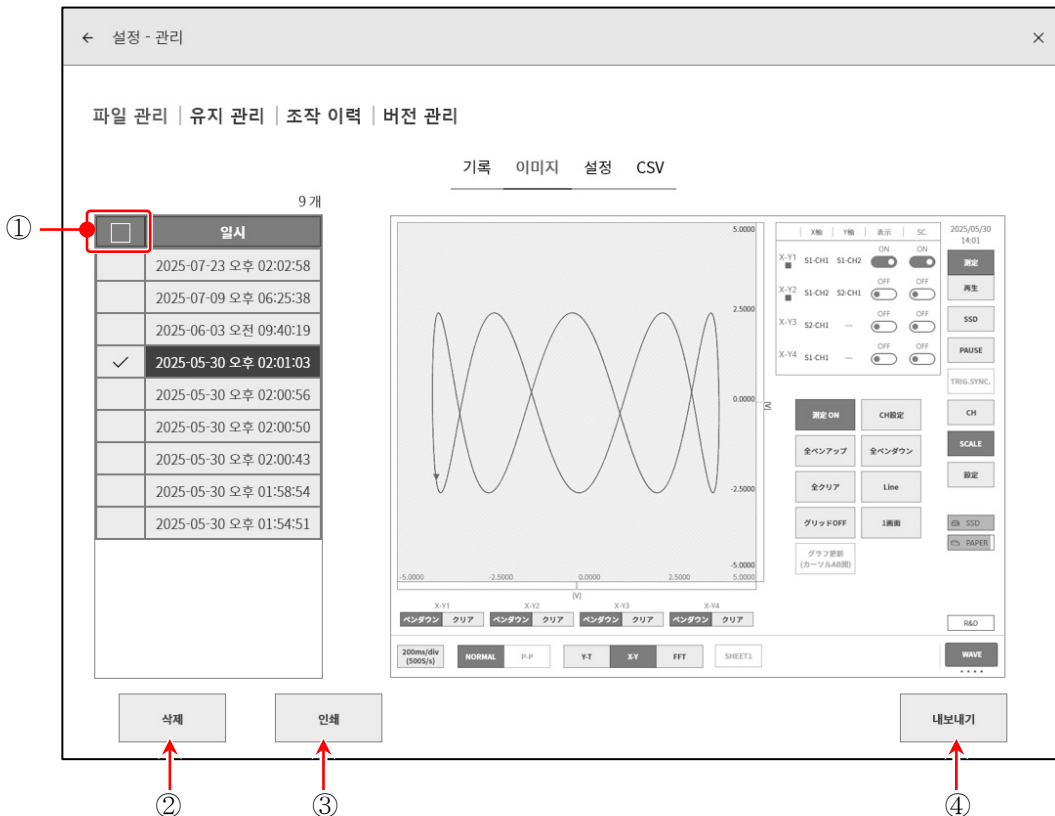 ← 설정 - 관리 ×
파일 관리 | 유지 관리 | 조작 이력 | 버전 관리
기록 이미지 설정 CSV
9 개
①
일시
2025-07-23 오후 02:02:58
2025-07-09 오후 06:25:38
2025-06-03 오전 09:40:19
2025-05-30 오후 02:01:03
2025-05-30 오후 02:00:56
2025-05-30 오후 02:00:50
2025-05-30 오후 02:00:43
2025-05-30 오후 01:58:54
2025-05-30 오후 01:54:51
5.0000
2.5000
0.0000
[V]
-2.5000
-5.0000
-5.0000 -2.5000 0.0000 2.5000 5.0000
[V]
X軸 Y軸 表示 SC.
ON ON
X-Y1 S1-CH1 S1-CH2
OFF OFF
X-Y2 S1-CH2 S2-CH1
OFF OFF
X-Y3 S2-CH1 ---
OFF OFF
X-Y4 S1-CH1 ---
測定 ON CH設定
全ペンアップ 全ペンダウン
全クリア Line
グリッドOFF 1画面
グラフ更新
(カーソルAB間)
2025/05/30
14:01
測定
再生
SSD
PAUSE
TRIG.SYNC.
CH
SCALE
設定
SSD
PAPER
R&D
X-Y1 X-Y2 X-Y3 X-Y4
ペンダウン クリア ペンダウン クリア ペンダウン クリア ペンダウン クリア
200ms/div
(500S/s)
NORMAL P-P Y-T X-Y FFT SHEET1 WAVE
삭제 인쇄 내보내기
② ③ ④